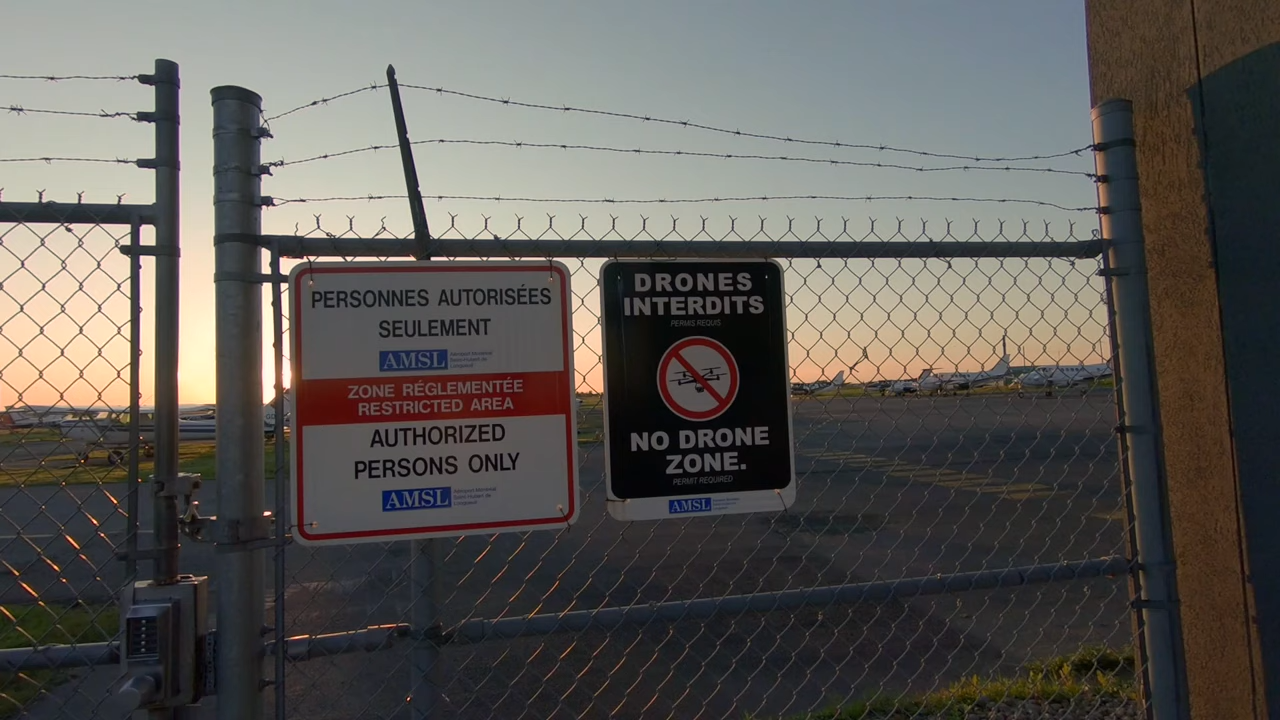 PERSONNES AUTORISÉES
SEULEMENT
AMSL
ZONE RÉGLEMENTÉE
RESTRICTED AREA
AUTHORIZED
PERSONS ONLY
AMSL
DRONES
INTERDITS
PERMIS REQUIS
NO DRONE
ZONE.
PERMIT REQUIRED
AMSL